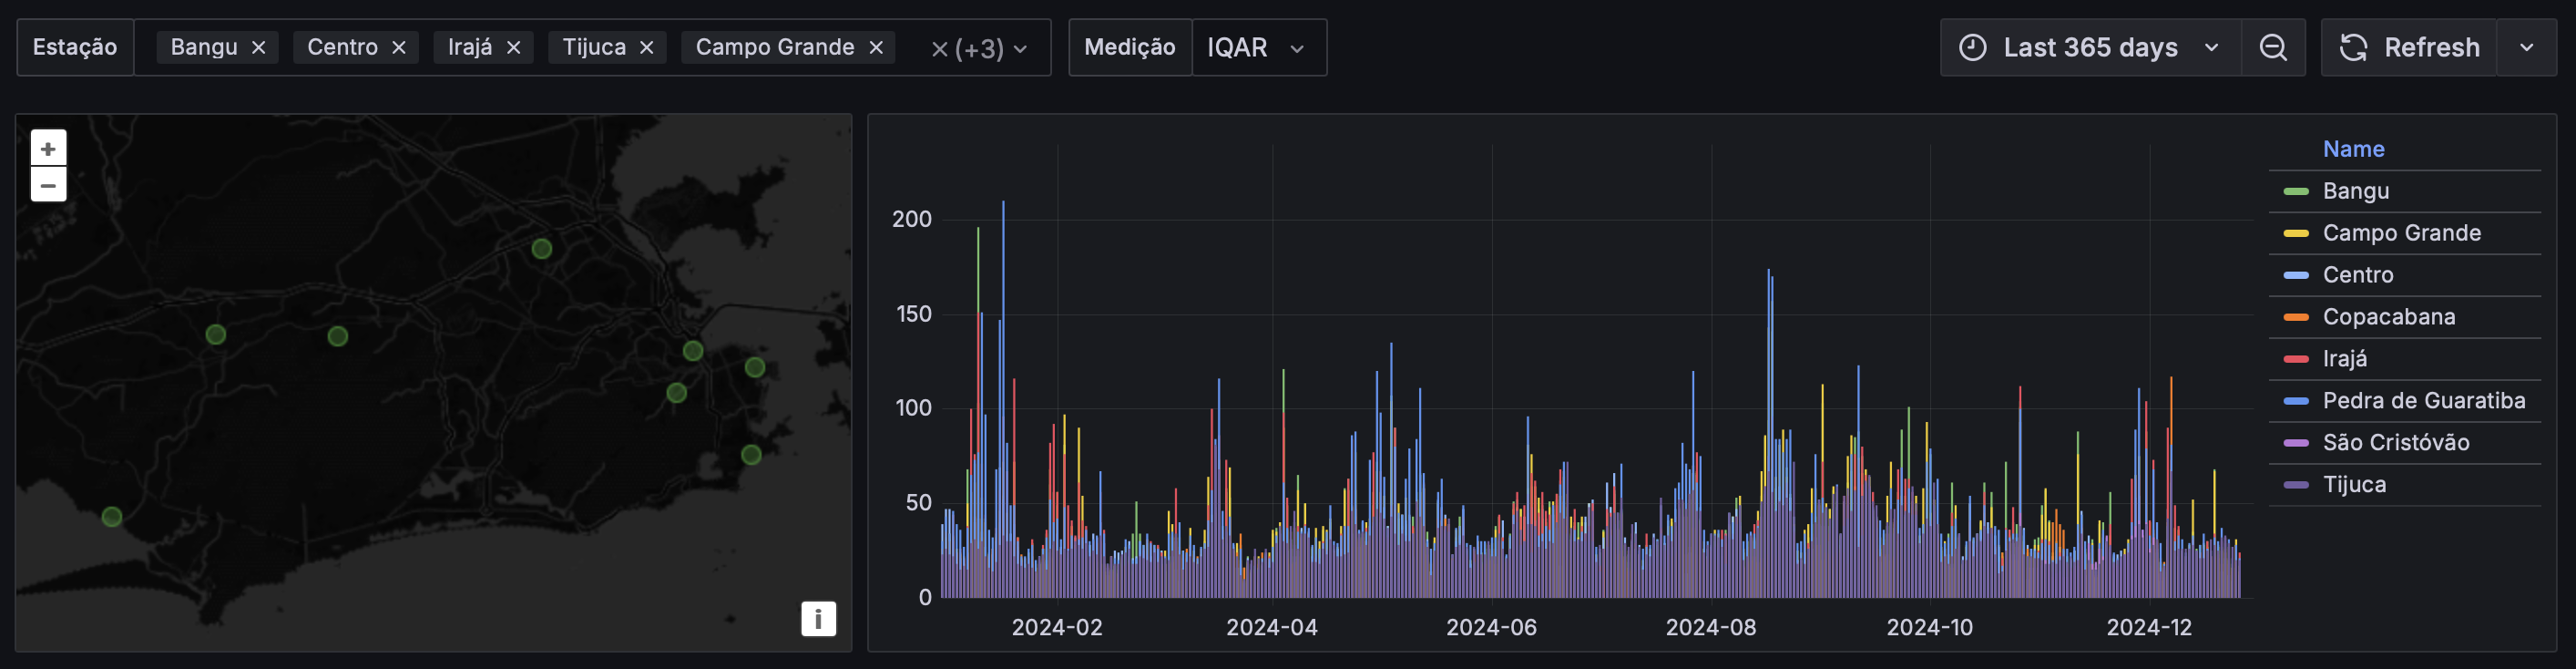 Estação Bangu × Centro × Irajá × Tijuca × Campo Grande × × (+3) Medição IQAR Last 365 days Refresh
+
−
i
200
150
100
50
0
2024-02 2024-04 2024-06 2024-08 2024-10 2024-12
Name
Bangu
Campo Grande
Centro
Copacabana
Irajá
Pedra de Guaratiba
São Cristóvão
Tijuca